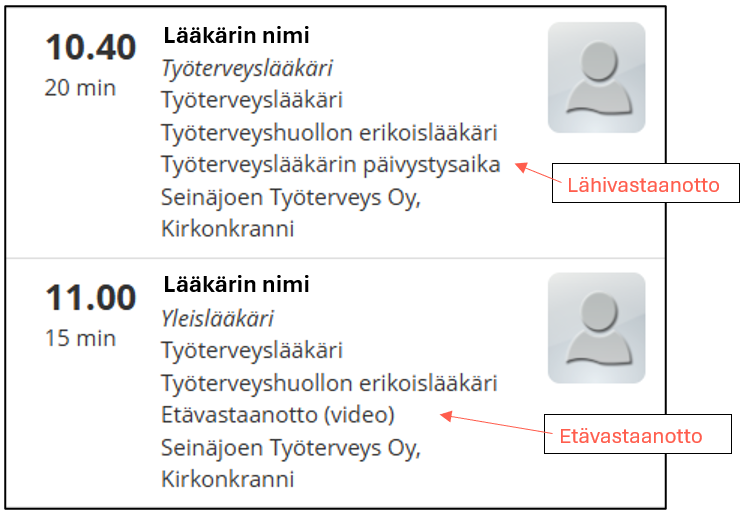 10.40
20 min
Lääkärin nimi
Työterveyslääkäri
Työterveyslääkäri
Työterveyshuollon erikoislääkäri
Työterveyslääkärin päivystysaika
Seinäjoen Työterveys Oy,
Kirkonkranni
Lähivastaanotto
11.00
15 min
Lääkärin nimi
Yleislääkäri
Työterveyslääkäri
Työterveyshuollon erikoislääkäri
Etävastaanotto (video)
Seinäjoen Työterveys Oy,
Kirkonkranni
Etävastaanotto